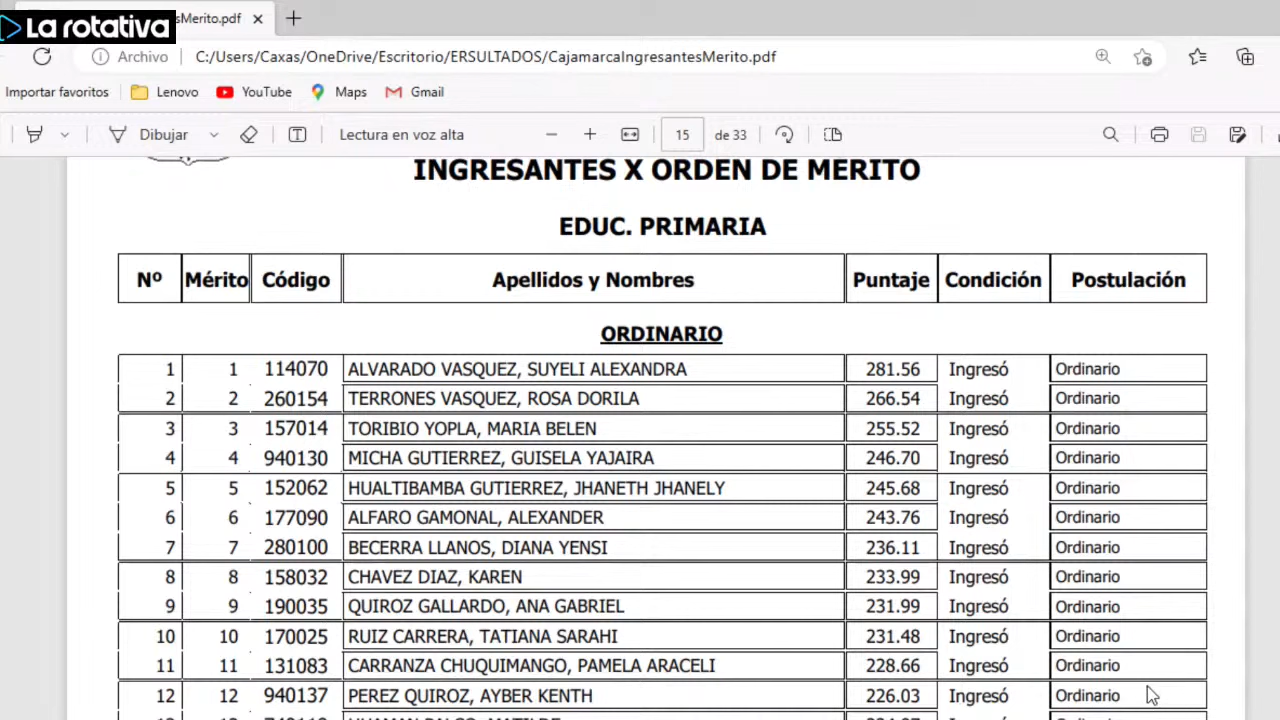 La rotativa
sMerito.pdf
Archivo C:/Users/Caxas/OneDrive/Escritorio/ERSULTADOS/CajamarcaIngresantesMerito.pdf
Importar favoritos Lenovo YouTube Maps Gmail
Dibujar Lectura en voz alta 15 de 33
INGRESANTES X ORDEN DE MERITO
EDUC. PRIMARIA
Nº Mérito Código Apellidos y Nombres Puntaje Condición Postulación
ORDINARIO
1 1 114070 ALVARADO VASQUEZ, SUYELI ALEXANDRA 281.56 Ingresó Ordinario
2 2 260154 TERRONES VASQUEZ, ROSA DORILA 266.54 Ingresó Ordinario
3 3 157014 TORIBIO YOPLA, MARIA BELEN 255.52 Ingresó Ordinario
4 4 940130 MICHA GUTIERREZ, GUISELA YAJAIRA 246.70 Ingresó Ordinario
5 5 152062 HUALTIBAMBA GUTIERREZ, JHANETH JHANELY 245.68 Ingresó Ordinario
6 6 177090 ALFARO GAMONAL, ALEXANDER 243.76 Ingresó Ordinario
7 7 280100 BECERRA LLANOS, DIANA YENSI 236.11 Ingresó Ordinario
8 8 158032 CHAVEZ DIAZ, KAREN 233.99 Ingresó Ordinario
9 9 190035 QUIROZ GALLARDO, ANA GABRIEL 231.99 Ingresó Ordinario
10 10 170025 RUIZ CARRERA, TATIANA SARAHI 231.48 Ingresó Ordinario
11 11 131083 CARRANZA CHUQUIMANGO, PAMELA ARACELI 228.66 Ingresó Ordinario
12 12 940137 PEREZ QUIROZ, AYBER KENTH 226.03 Ingresó Ordinario